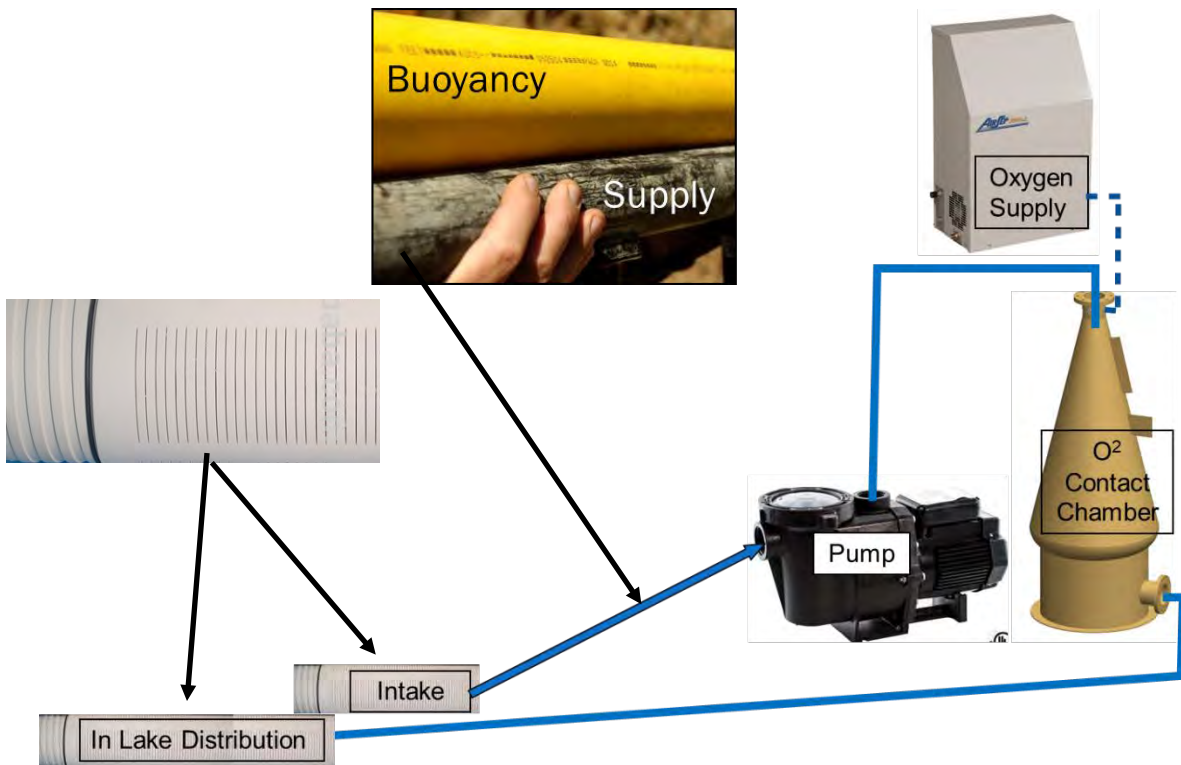 Buoyancy
Supply
Oxygen
Supply
O²
Contact
Chamber
Pump
Intake
In Lake Distribution